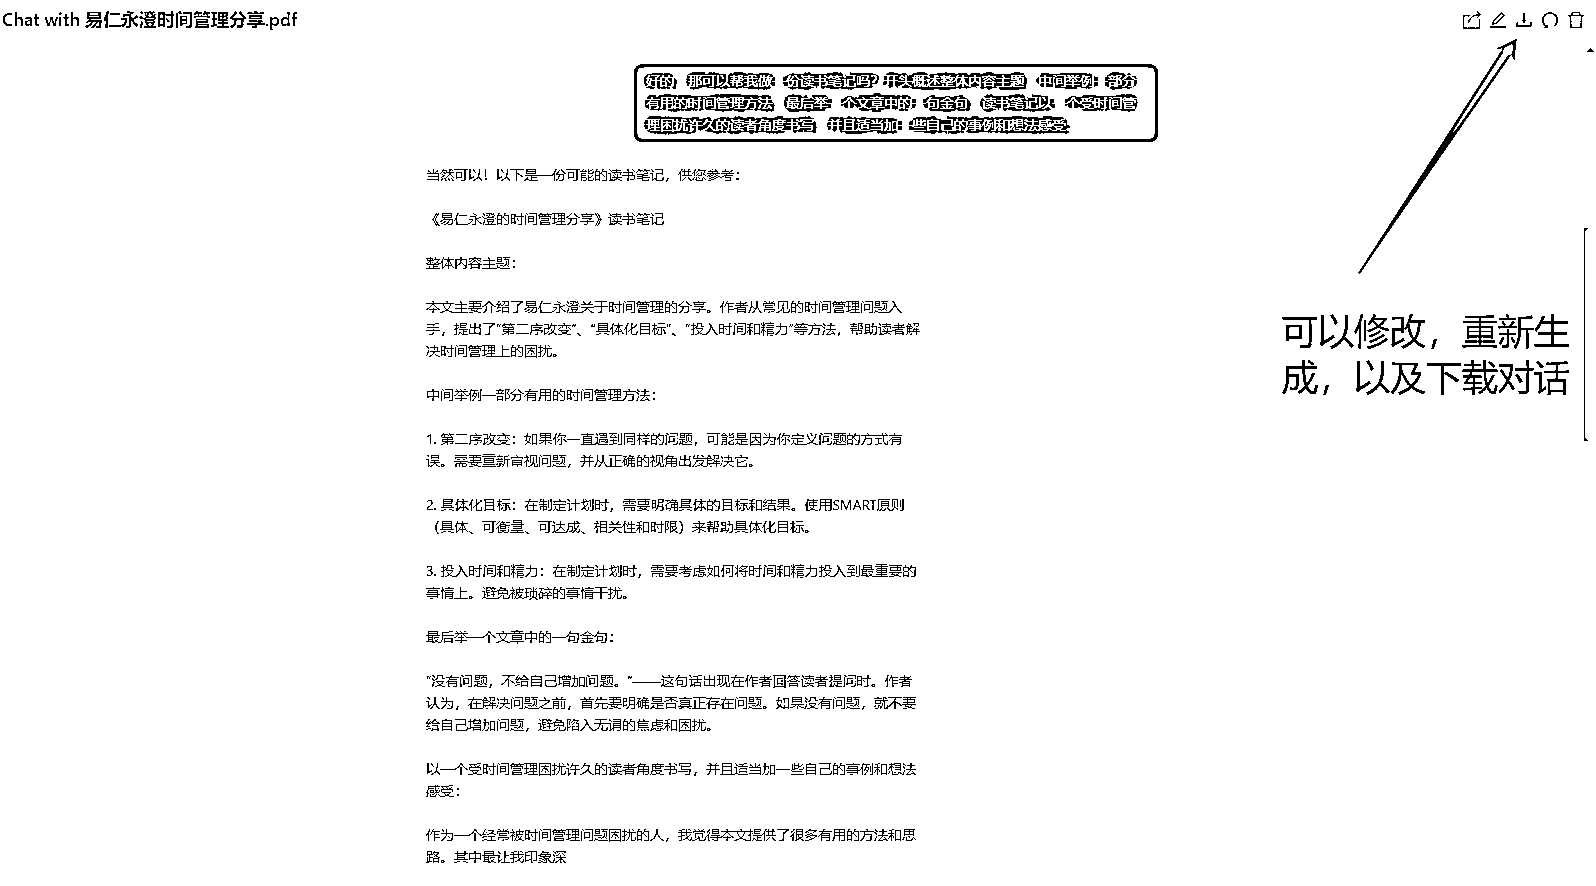 Chat with 易仁永澄时间管理分享.pdf
好的 那可以帮我做 份读书笔记吗？开头概述整体内容主题 中间举例 部分
有用的时间管理方法 最后举 个文章中的 句金句 读书笔记以 个受时间管
理困扰许久的读者角度书写 并且适当加 些自己的事例和想法感受
当然可以！以下是一份可能的读书笔记，供您参考：
《易仁永澄的时间管理分享》读书笔记
整体内容主题：
本文主要介绍了易仁永澄关于时间管理的分享。作者从常见的时间管理问题入
手，提出了“第二序改变”、“具体化目标”、“投入时间和精力”等方法，帮助读者解
决时间管理上的困扰。
中间举例一部分有用的时间管理方法：
1. 第二序改变：如果你一直遇到同样的问题，可能是因为你定义问题的方式有
误。需要重新审视问题，并从正确的视角出发解决它。
2. 具体化目标：在制定计划时，需要明确具体的目标和结果。使用SMART原则
（具体、可衡量、可达成、相关性和时限）来帮助具体化目标。
3. 投入时间和精力：在制定计划时，需要考虑如何将时间和精力投入到最重要的
事情上。避免被琐碎的事情干扰。
最后举一个文章中的一句金句：
“没有问题，不给自己增加问题。”——这句话出现在作者回答读者提问时。作者
认为，在解决问题之前，首先要明确是否真正存在问题。如果没有问题，就不要
给自己增加问题，避免陷入无谓的焦虑和困扰。
以一个受时间管理困扰许久的读者角度书写，并且适当加一些自己的事例和想法
感受：
作为一个经常被时间管理问题困扰的人，我觉得本文提供了很多有用的方法和思
路。其中最让我印象深
可以修改，重新生
成，以及下载对话